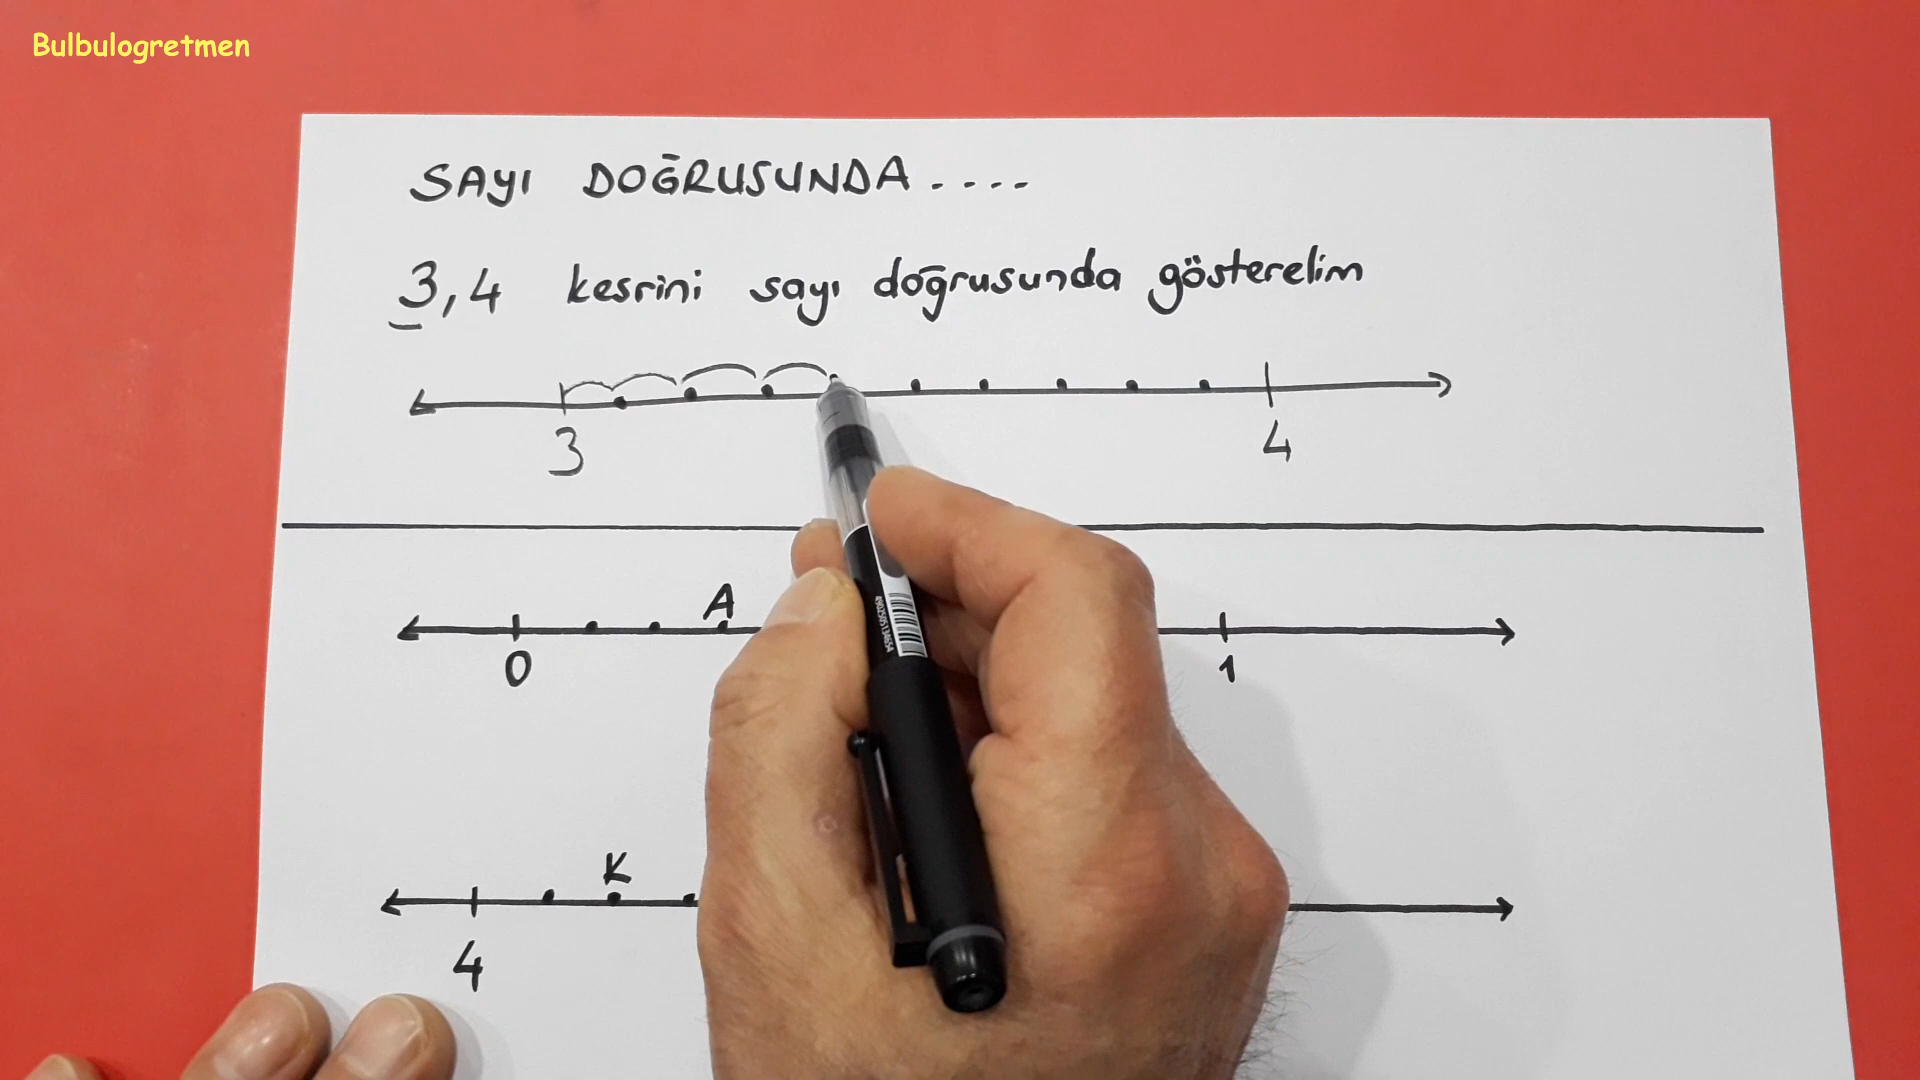 Bulbulogretmen
SAYI DOĞRUSUNDA....
3,4 kesrini sayı doğrusunda gösterelim
3 4
A
0 1
K
4